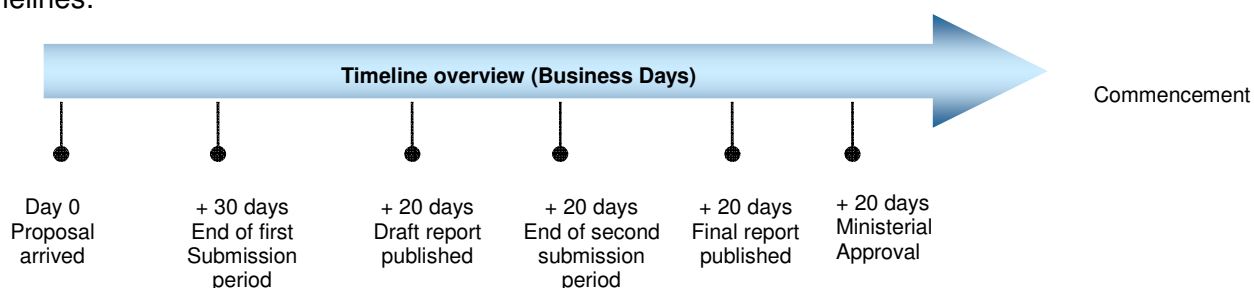 Timeline overview (Business Days)
Commencement
Day 0
Proposal
arrived
+ 30 days
End of first
Submission
period
+ 20 days
Draft report
published
+ 20 days
End of second
submission
period
+ 20 days
Final report
published
+ 20 days
Ministerial
Approval